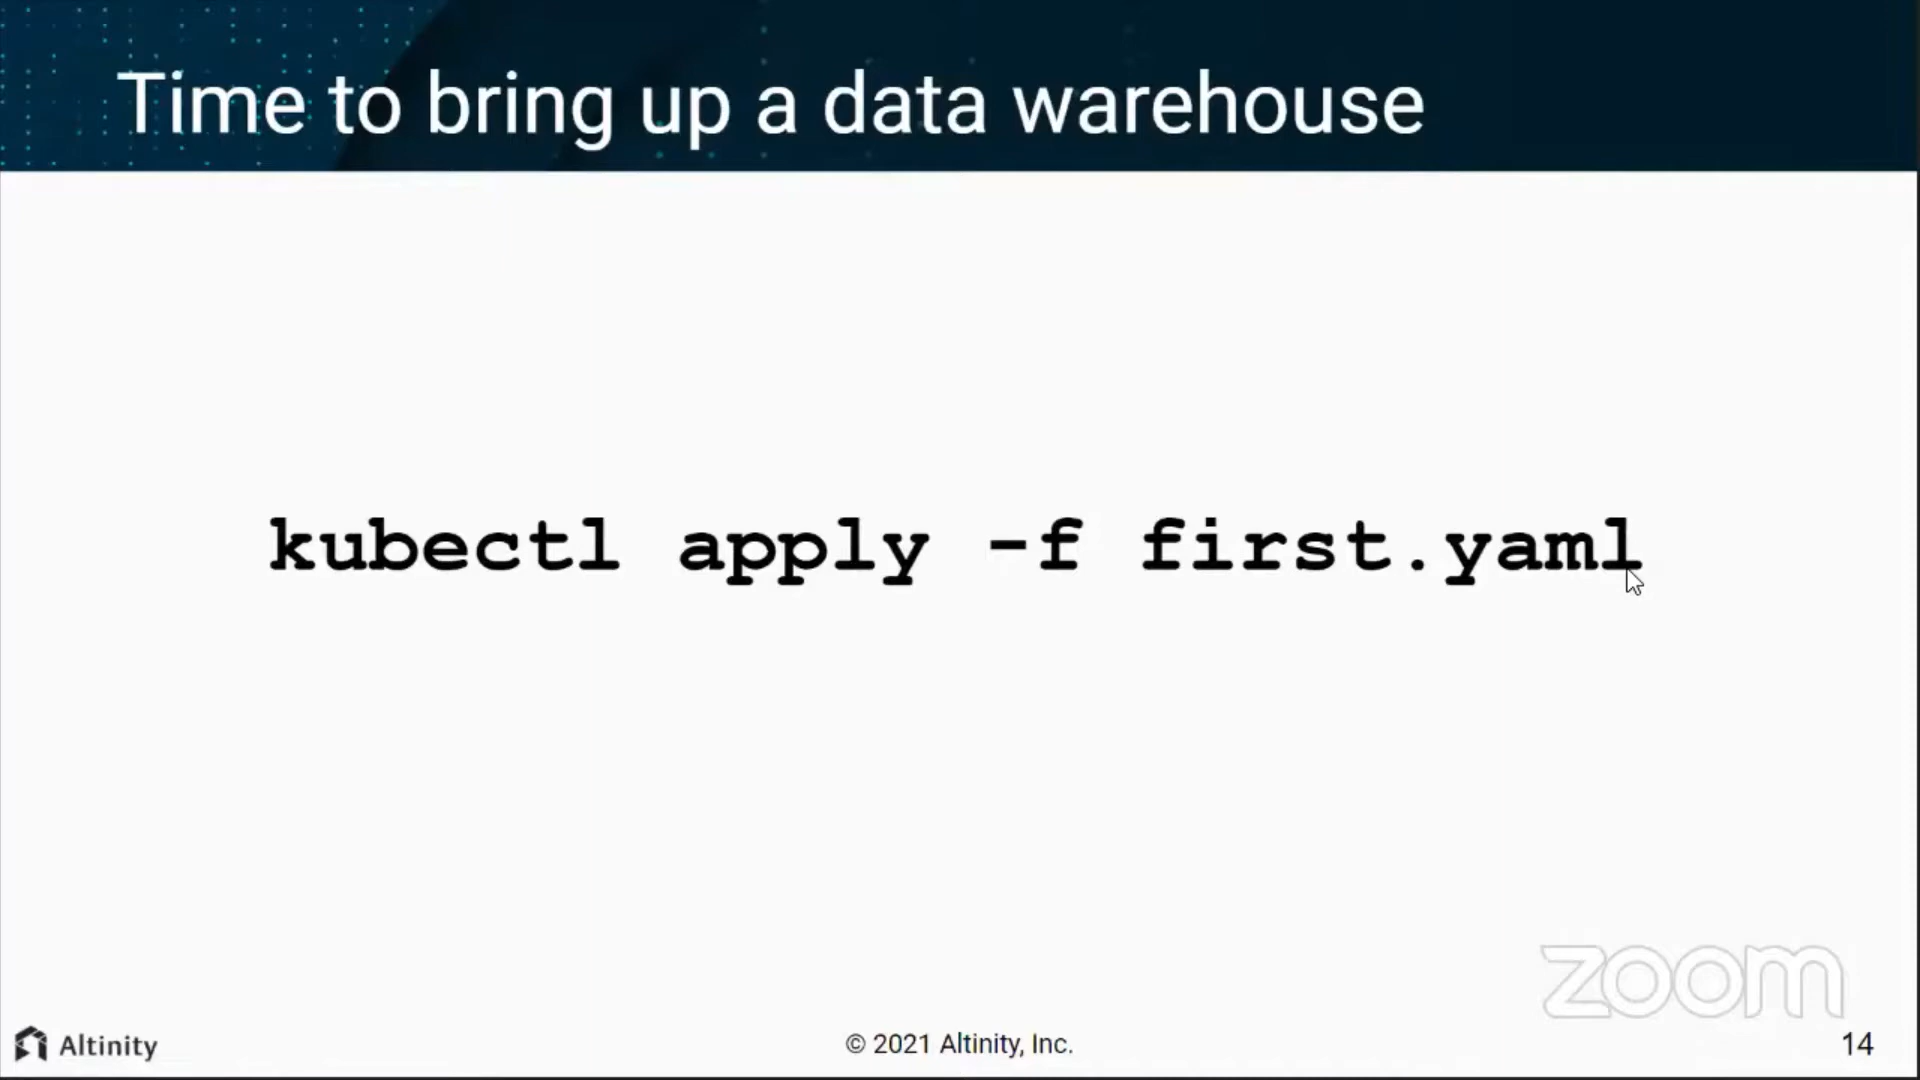 Time to bring up a data warehouse
kubectl apply -f first.yaml
zoom
Altinity
© 2021 Altinity, Inc.
14